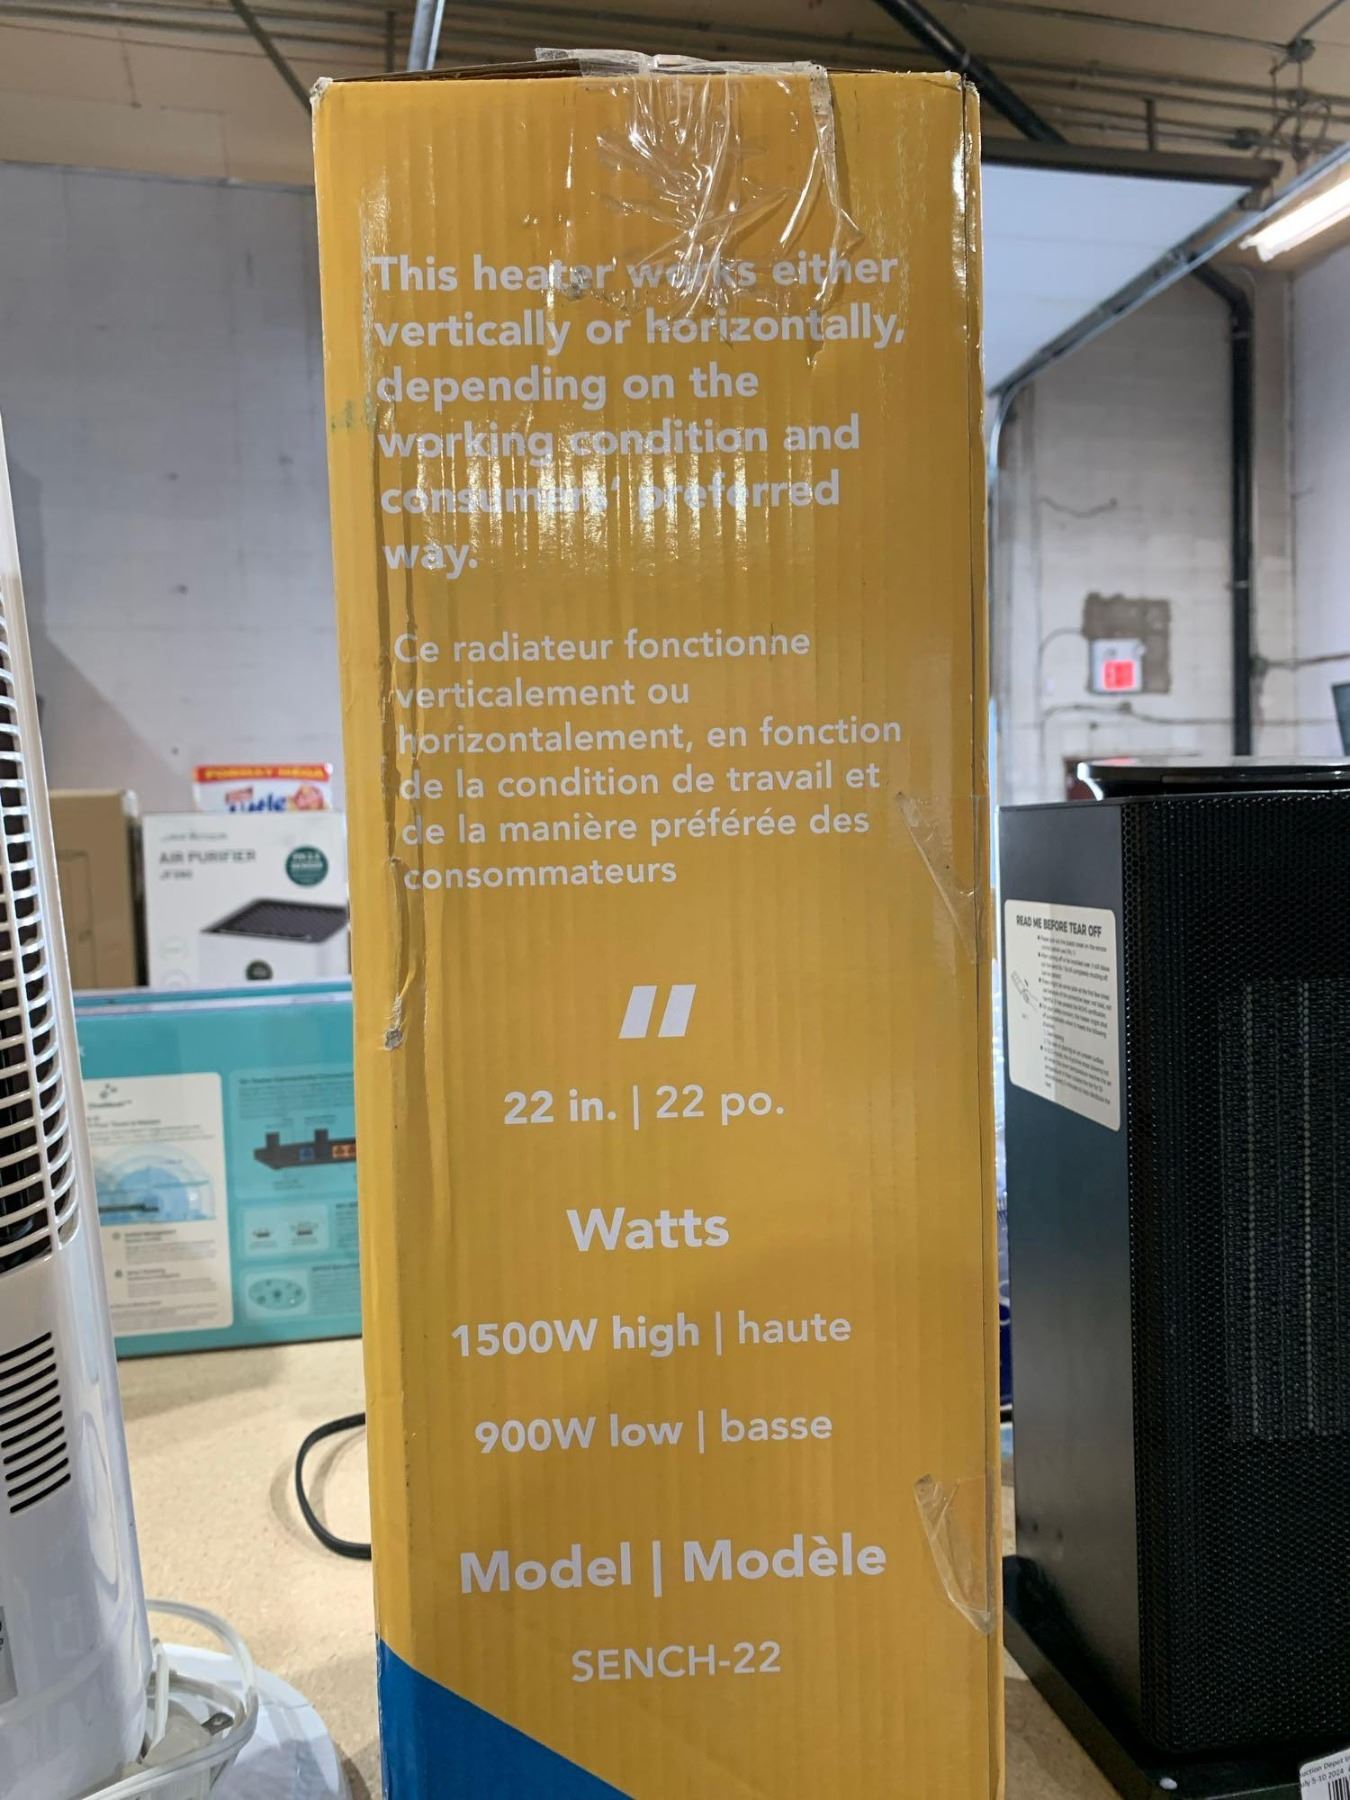 This heater works either
vertically or horizontally,
depending on the
working condition and
consumers' preferred
way.
Ce radiateur fonctionne
verticalement ou
horizontalement, en fonction
de la condition de travail et
de la manière préférée des
consommateurs
22 in. | 22 po.
Watts
1500W high | haute
900W low | basse
Model | Modèle
SENCH-22
AIR PURIFIER
READ ME BEFORE TEAR OFF